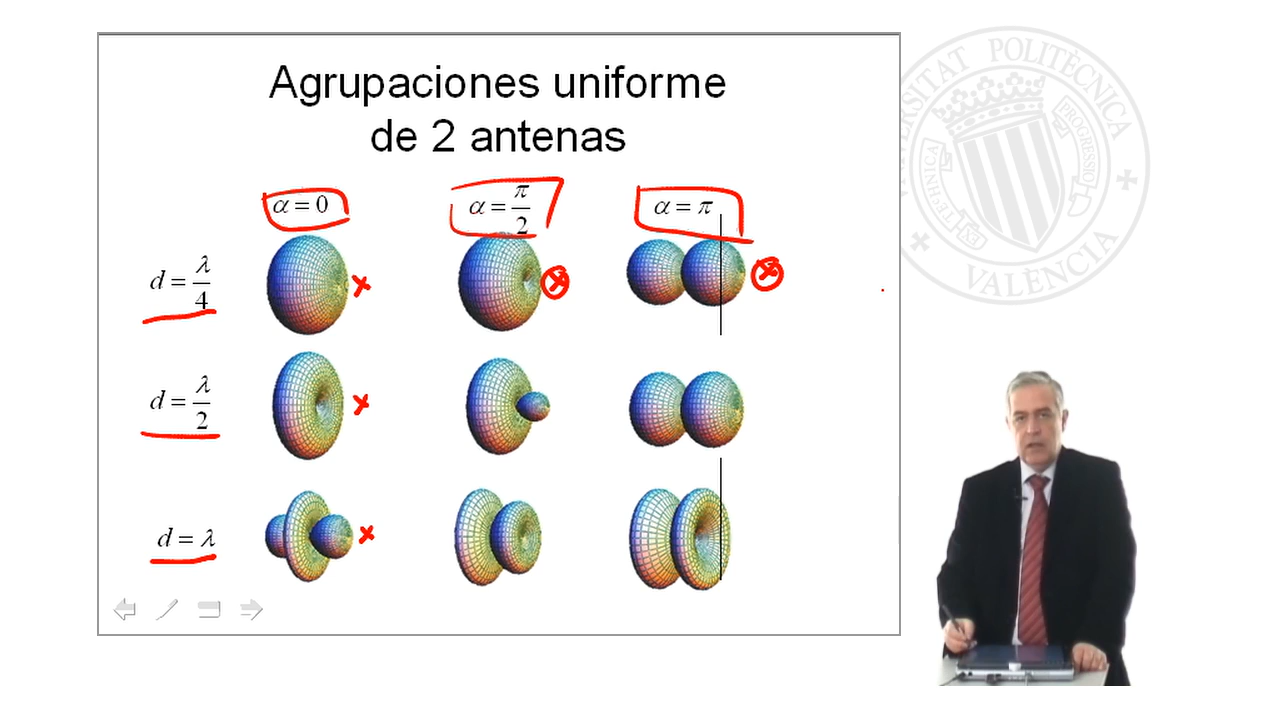 Agrupaciones uniforme
de 2 antenas
α = 0
α = π/2
α = π
d = λ/4
d = λ/2
d = λ
UNIVERSITAT POLITÈCNICA
VALÈNCIA